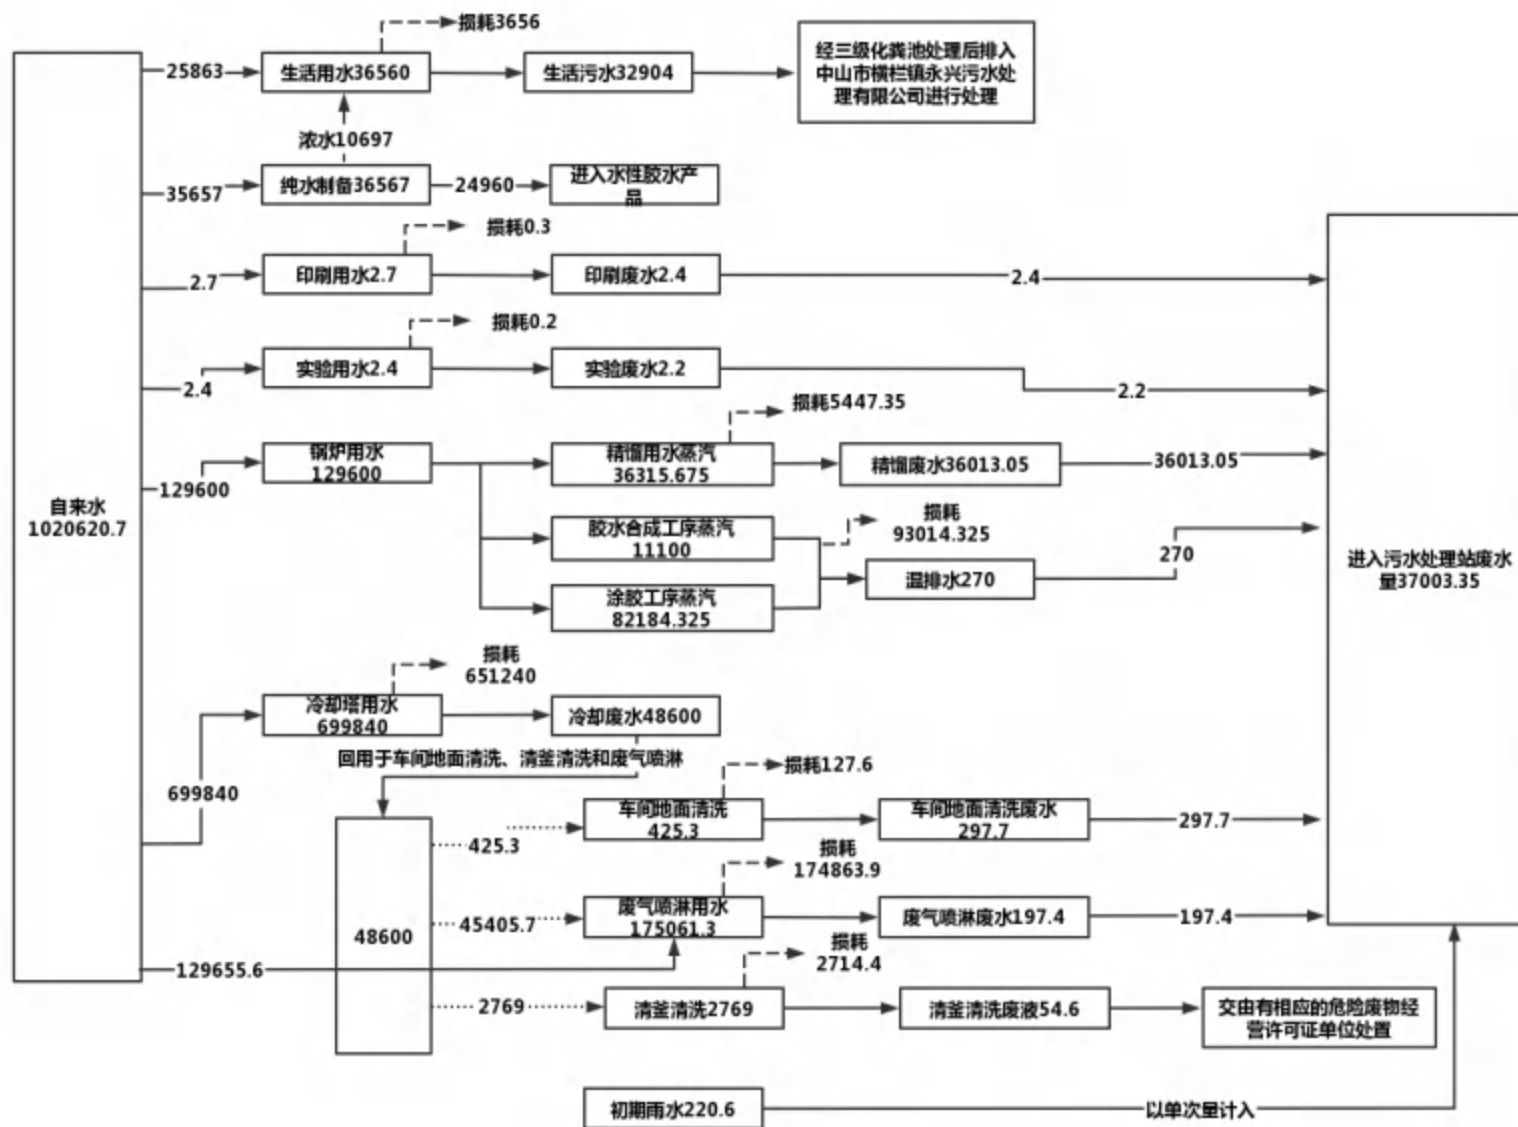 损耗3656
25863
生活用水36560
生活污水32904
经三级化粪池处理后排入
中山市横栏镇永兴污水处
理有限公司进行处理
浓水10697
35657
纯水制备36567
24960
进入水性胶水产
品
损耗0.3
2.7
印刷用水2.7
印刷废水2.4
2.4
损耗0.2
2.4
实验用水2.4
实验废水2.2
2.2
损耗5447.35
129600
锅炉用水
129600
精馏用水蒸汽
36315.675
精馏废水36013.05
36013.05
自来水
1020620.7
胶水合成工序蒸汽
11100
损耗
93014.325
温排水270
270
涂胶工序蒸汽
82184.325
进入污水处理站废水
量37003.35
损耗
651240
冷却塔用水
699840
冷却废水48600
699840
回用于车间地面清洗、清釜清洗和废气喷淋
损耗127.6
425.3
车间地面清洗
425.3
车间地面清洗废水
297.7
297.7
损耗
174863.9
48600
45405.7
废气喷淋用水
175061.3
废气喷淋废水197.4
197.4
129655.6
损耗
2714.4
2769
清釜清洗2769
清釜清洗废液54.6
交由有相应的危险废物经
营许可证单位处置
初期雨水220.6
以单次量计入